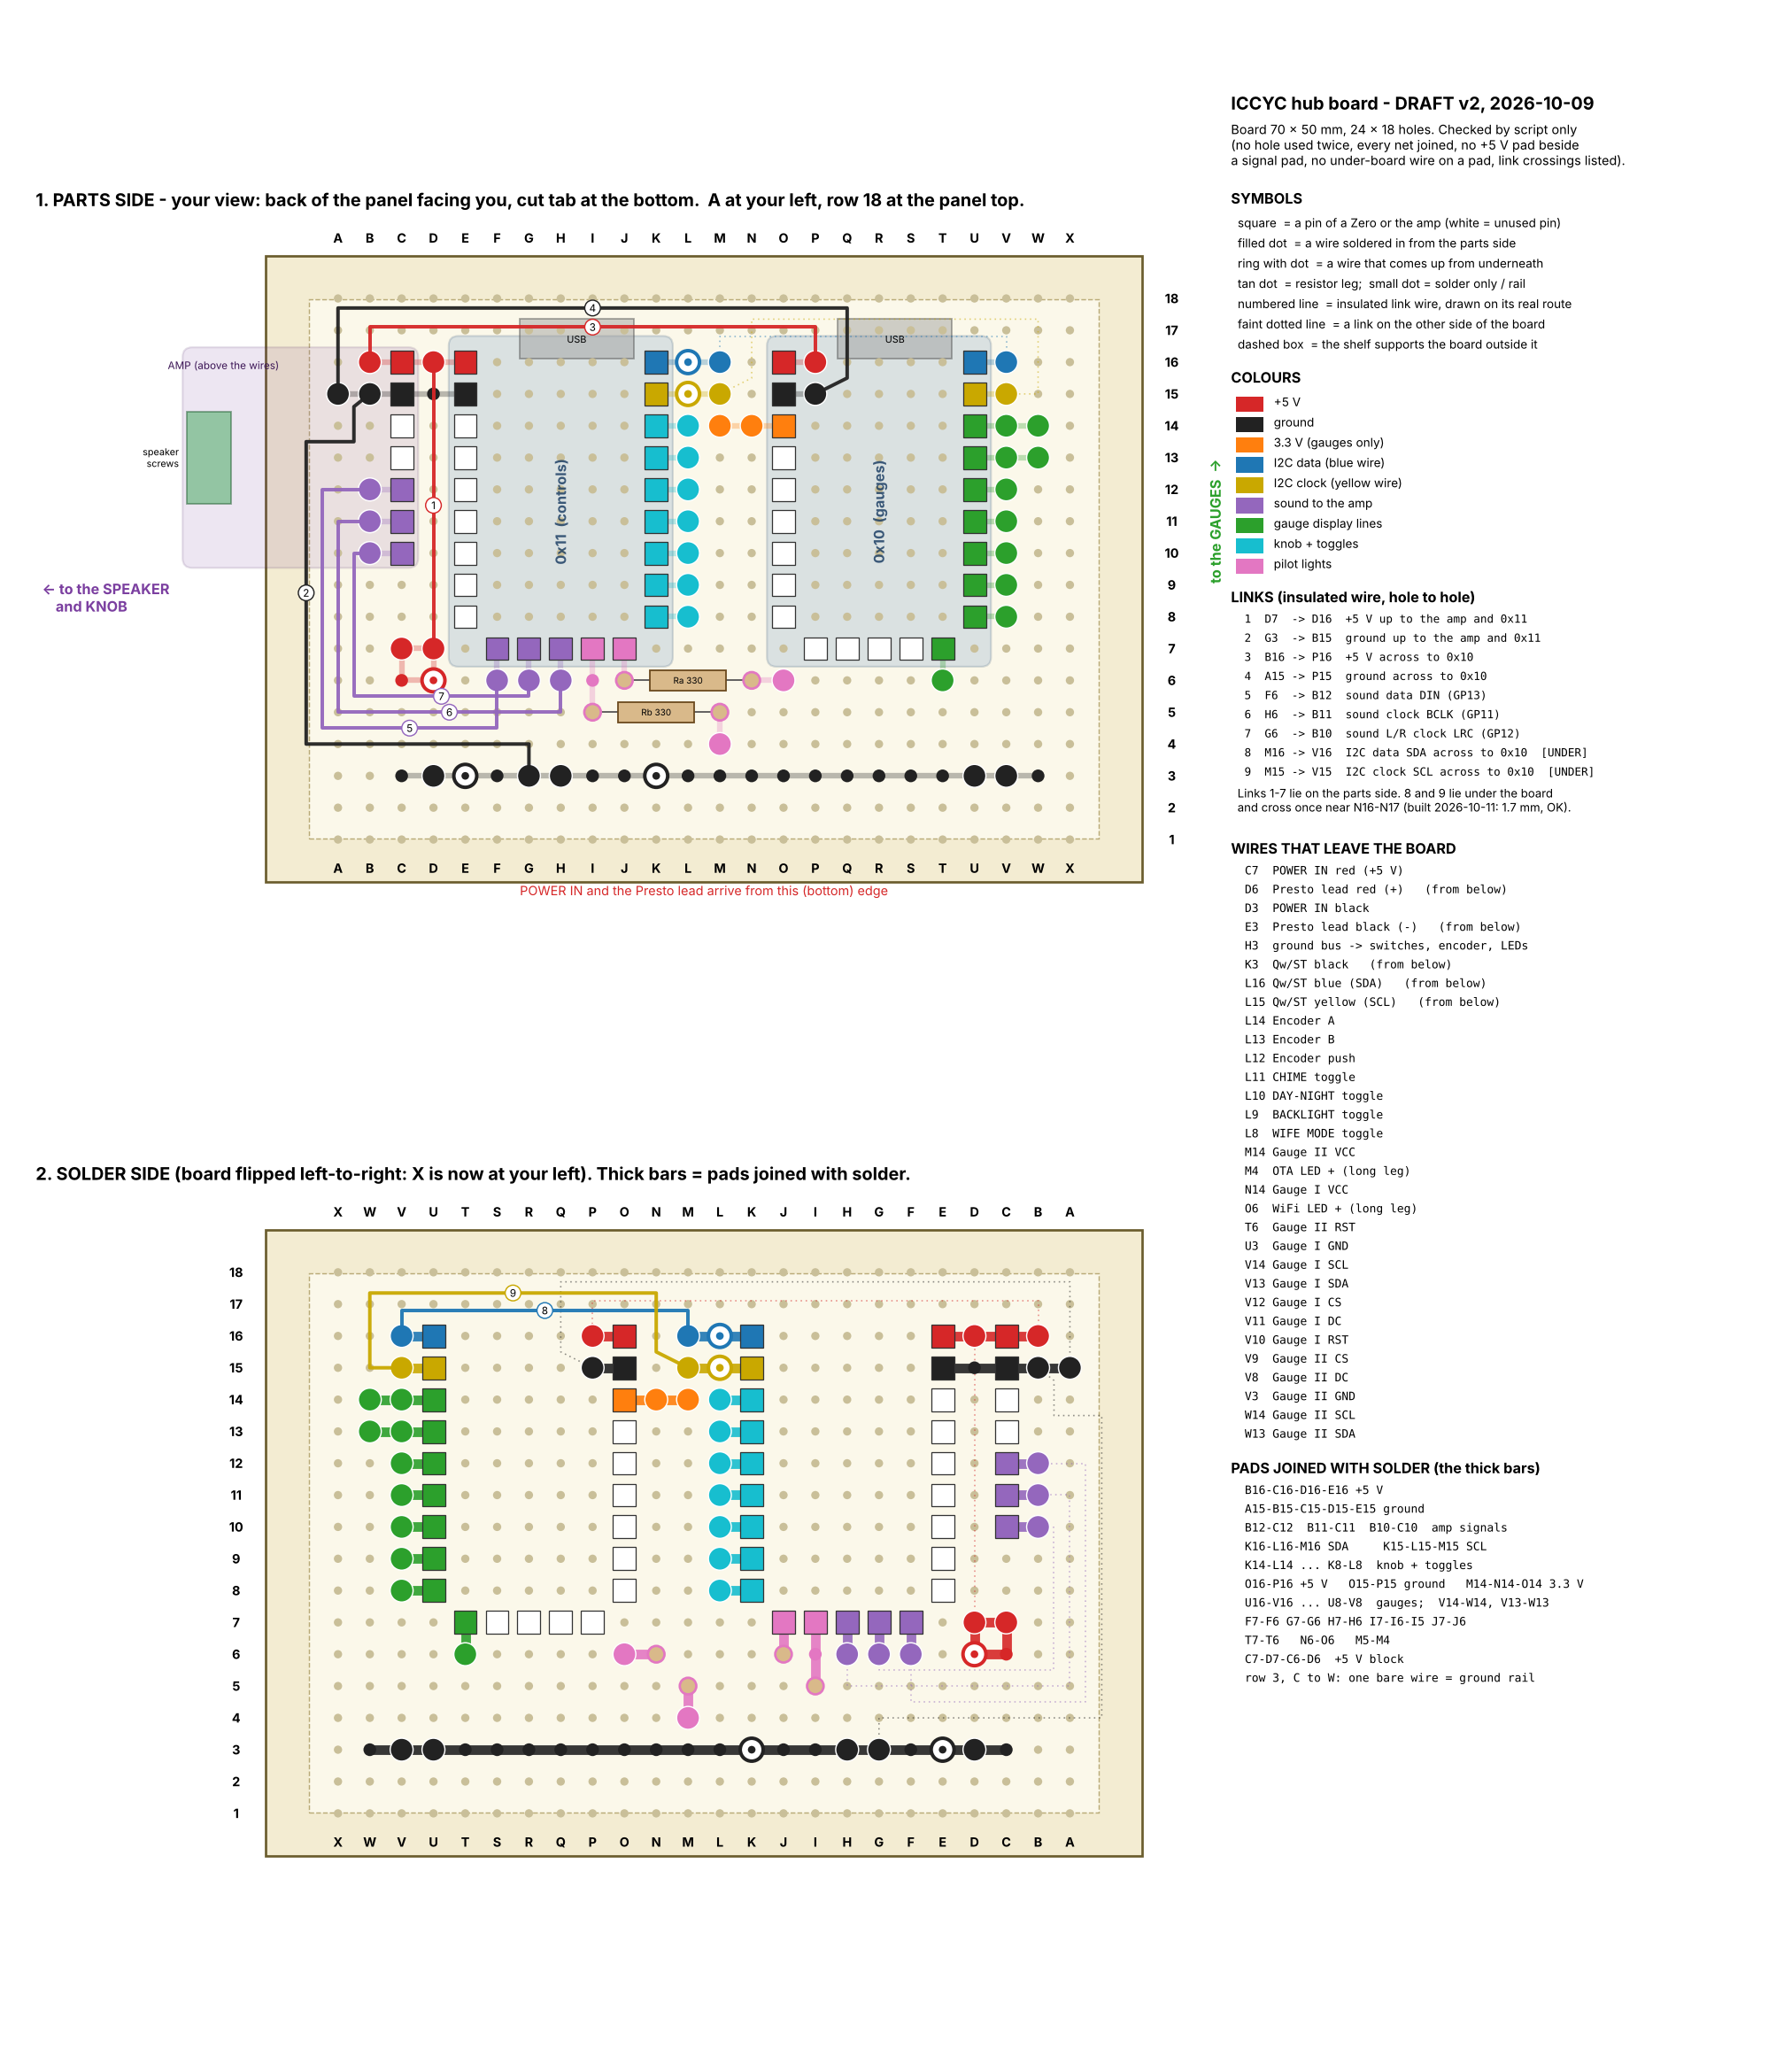 ICCYC hub board - DRAFT v2, 2026-10-09
Board 70 × 50 mm, 24 × 18 holes. Checked by script only
(no hole used twice, every net joined, no +5 V pad beside
a signal pad, no under-board wire on a pad, link crossings listed).
1. PARTS SIDE - your view: back of the panel facing you, cut tab at the bottom.  A at your left, row 18 at the panel top.
A B C D E F G H I J K L M N O P Q R S T U V W X
18
4
17
3
USB
USB
16
AMP (above the wires)
15
14
speaker
screws
13
12
1
0x11 (controls)
0x10 (gauges)
to the GAUGES →
11
10
9
← to the SPEAKER
and KNOB
2
8
7
6
Ra 330
7
6
5
Rb 330
5
4
3
2
1
A B C D E F G H I J K L M N O P Q R S T U V W X
POWER IN and the Presto lead arrive from this (bottom) edge
SYMBOLS
square  = a pin of a Zero or the amp (white = unused pin)
filled dot  = a wire soldered in from the parts side
ring with dot  = a wire that comes up from underneath
tan dot  = resistor leg;  small dot = solder only / rail
numbered line  = insulated link wire, drawn on its real route
faint dotted line  = a link on the other side of the board
dashed box  = the shelf supports the board outside it
COLOURS
+5 V
ground
3.3 V (gauges only)
I2C data (blue wire)
I2C clock (yellow wire)
sound to the amp
gauge display lines
knob + toggles
pilot lights
LINKS (insulated wire, hole to hole)
1  D7  -> D16  +5 V up to the amp and 0x11
2  G3  -> B15  ground up to the amp and 0x11
3  B16 -> P16  +5 V across to 0x10
4  A15 -> P15  ground across to 0x10
5  F6  -> B12  sound data DIN (GP13)
6  H6  -> B11  sound clock BCLK (GP11)
7  G6  -> B10  sound L/R clock LRC (GP12)
8  M16 -> V16  I2C data SDA across to 0x10  [UNDER]
9  M15 -> V15  I2C clock SCL across to 0x10  [UNDER]
Links 1-7 lie on the parts side. 8 and 9 lie under the board
and cross once near N16-N17 (built 2026-10-11: 1.7 mm, OK).
WIRES THAT LEAVE THE BOARD
C7  POWER IN red (+5 V)
D6  Presto lead red (+)   (from below)
D3  POWER IN black
E3  Presto lead black (-)   (from below)
H3  ground bus -> switches, encoder, LEDs
K3  Qw/ST black   (from below)
L16 Qw/ST blue (SDA)   (from below)
L15 Qw/ST yellow (SCL)   (from below)
L14 Encoder A
L13 Encoder B
L12 Encoder push
L11 CHIME toggle
L10 DAY-NIGHT toggle
L9  BACKLIGHT toggle
L8  WIFE MODE toggle
M14 Gauge II VCC
M4  OTA LED + (long leg)
N14 Gauge I VCC
O6  WiFi LED + (long leg)
T6  Gauge II RST
U3  Gauge I GND
V14 Gauge I SCL
V13 Gauge I SDA
V12 Gauge I CS
V11 Gauge I DC
V10 Gauge I RST
V9  Gauge II CS
V8  Gauge II DC
V3  Gauge II GND
W14 Gauge II SCL
W13 Gauge II SDA
PADS JOINED WITH SOLDER (the thick bars)
B16-C16-D16-E16 +5 V
A15-B15-C15-D15-E15 ground
B12-C12  B11-C11  B10-C10  amp signals
K16-L16-M16 SDA     K15-L15-M15 SCL
K14-L14 ... K8-L8  knob + toggles
O16-P16 +5 V   O15-P15 ground   M14-N14-O14 3.3 V
U16-V16 ... U8-V8  gauges;  V14-W14, V13-W13
F7-F6 G7-G6 H7-H6 I7-I6-I5 J7-J6
T7-T6   N6-O6   M5-M4
C7-D7-C6-D6  +5 V block
row 3, C to W: one bare wire = ground rail
2. SOLDER SIDE (board flipped left-to-right: X is now at your left). Thick bars = pads joined with solder.
X W V U T S R Q P O N M L K J I H G F E D C B A
18
9
17
8
16
15
14
13
12
11
10
9
8
7
6
5
4
3
2
1
X W V U T S R Q P O N M L K J I H G F E D C B A